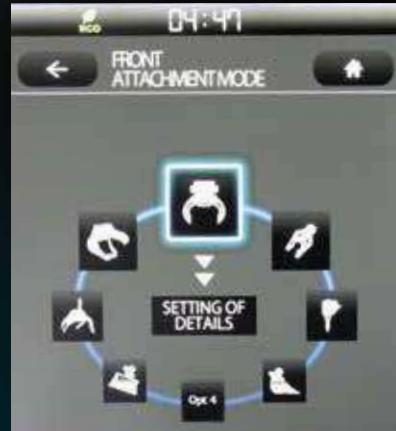 ECO
04:47
FRONT
ATTACHMENT MODE
SETTING OF
DETAILS
Opt 4